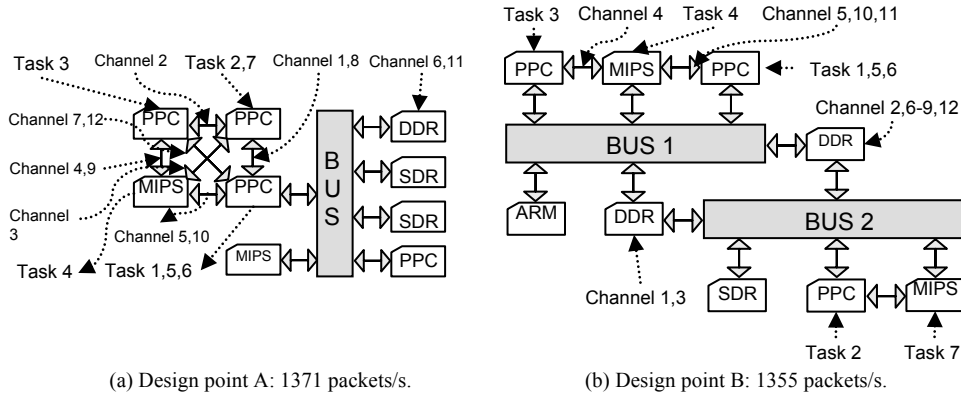 Task 3
Channel 2
Task 2,7
Channel 1,8
Channel 6,11
PPC
PPC
DDR
Channel 7,12
Channel 4,9
MIPS
PPC
BUS
SDR
SDR
Channel
3
Channel 5,10
Task 4
Task 1,5,6
MIPS
PPC
(a) Design point A: 1371 packets/s.
Task 3
Channel 4
Task 4
Channel 5,10,11
PPC
MIPS
PPC
Task 1,5,6
Channel 2,6-9,12
BUS 1
DDR
ARM
DDR
BUS 2
Channel 1,3
SDR
PPC
MIPS
Task 2
Task 7
(b) Design point B: 1355 packets/s.